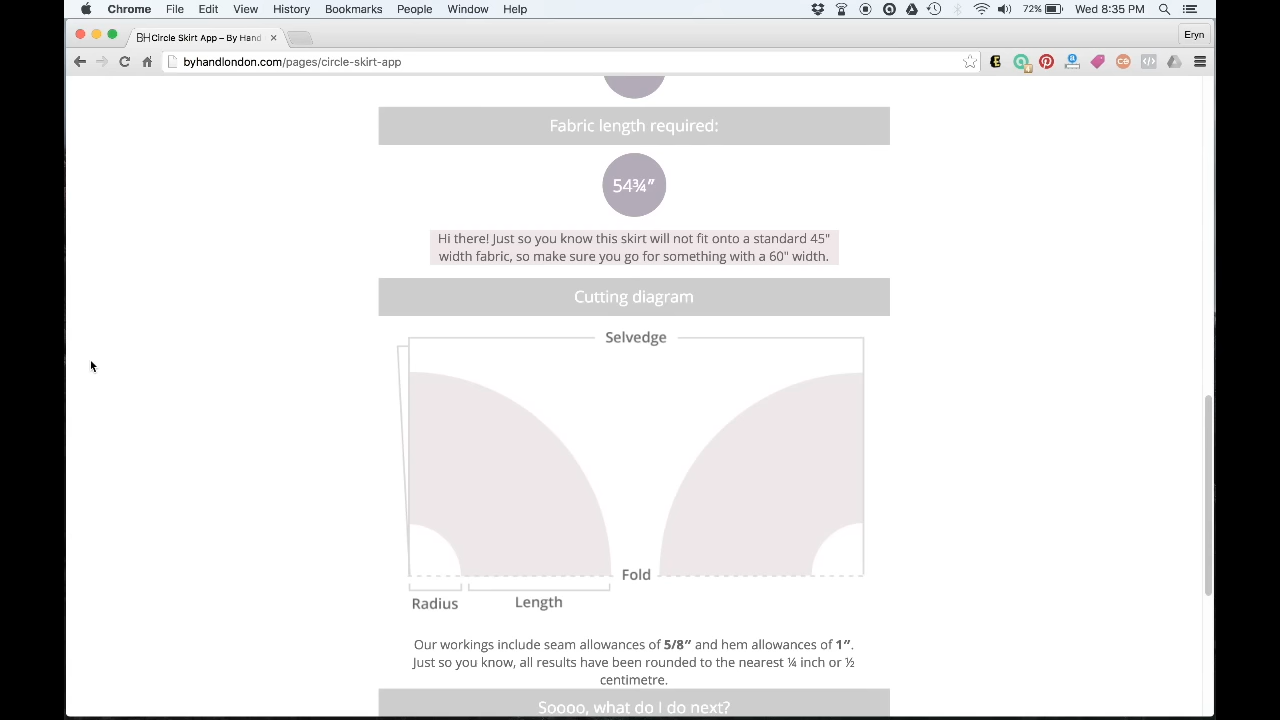 Chrome File Edit View History Bookmarks People Window Help 72% Wed 8:35 PM
BH Circle Skirt App – By Hand Eryn
byhandlondon.com/pages/circle-skirt-app
Fabric length required:
54¾″
Hi there! Just so you know this skirt will not fit onto a standard 45"
width fabric, so make sure you go for something with a 60" width.
Cutting diagram
Selvedge
Fold
Radius Length
Our workings include seam allowances of 5/8″ and hem allowances of 1″.
Just so you know, all results have been rounded to the nearest ¼ inch or ½
centimetre.
Soooo, what do I do next?